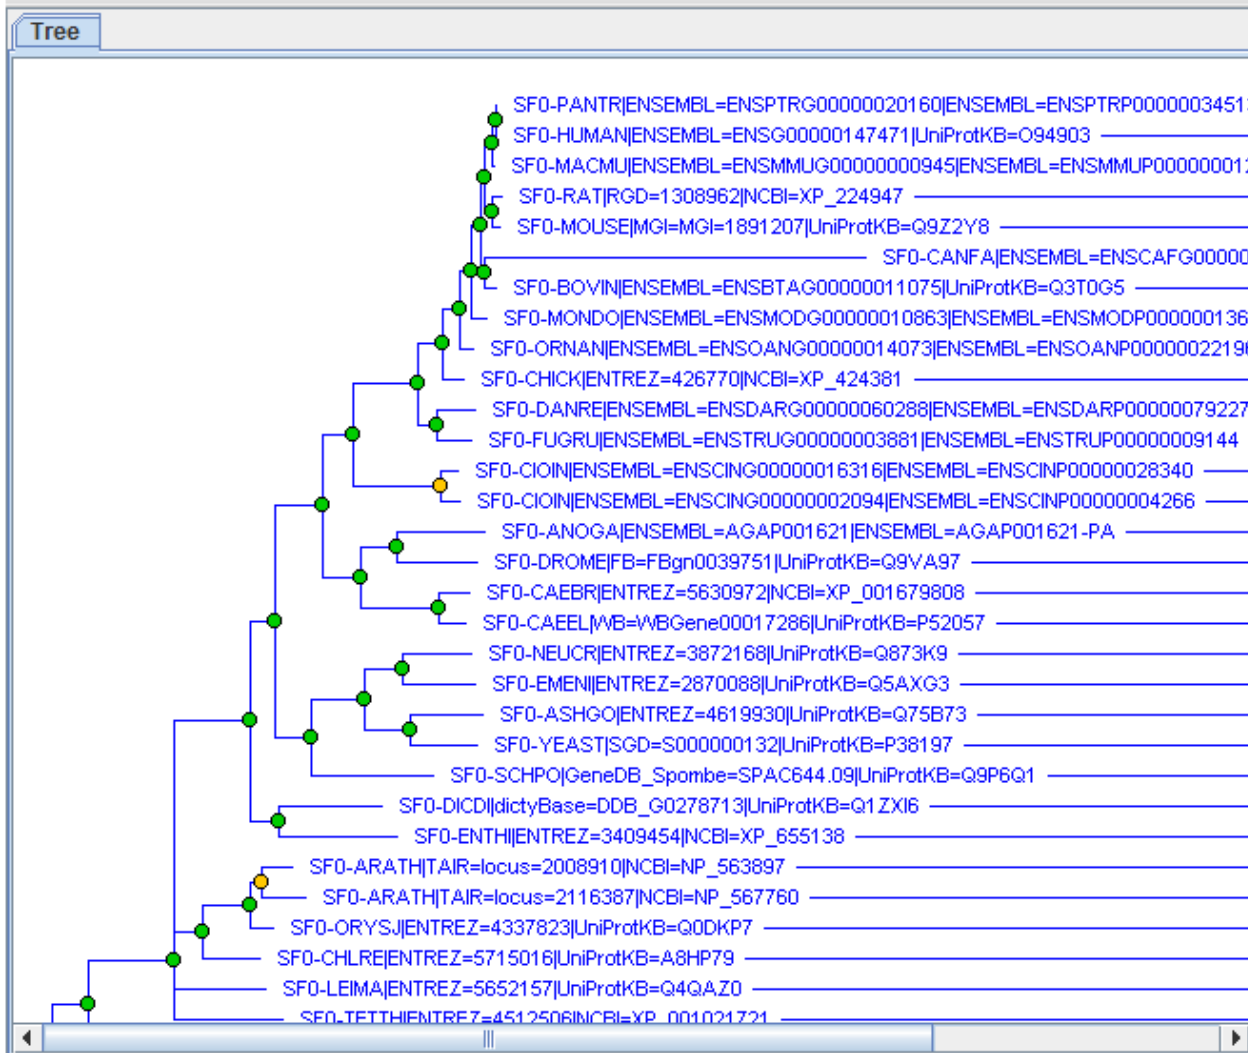 Tree
SF0-PANTR|ENSEMBL=ENSPTRG00000020160|ENSEMBL=ENSPTRP0000003451
SF0-HUMAN|ENSEMBL=ENSG00000147471|UniProtKB=O94903
SF0-MACMU|ENSEMBL=ENSMMUG00000000945|ENSEMBL=ENSMMUP000000012
SF0-RAT|RGD=1308962|NCBI=XP_224947
SF0-MOUSE|MGI=MGI=1891207|UniProtKB=Q9Z2Y8
SF0-CANFA|ENSEMBL=ENSCAFG00000
SF0-BOVIN|ENSEMBL=ENSBTAG00000011075|UniProtKB=Q3T0G5
SF0-MONDO|ENSEMBL=ENSMODG00000010863|ENSEMBL=ENSMODP0000000136
SF0-ORNAN|ENSEMBL=ENSOANG00000014073|ENSEMBL=ENSOANP0000002219
SF0-CHICK|ENTREZ=426770|NCBI=XP_424381
SF0-DANRE|ENSEMBL=ENSDARG00000060288|ENSEMBL=ENSDARP00000079227
SF0-FUGRU|ENSEMBL=ENSTRUG00000003881|ENSEMBL=ENSTRUP00000009144
SF0-CIOIN|ENSEMBL=ENSCING00000016316|ENSEMBL=ENSCINP00000028340
SF0-CIOIN|ENSEMBL=ENSCING00000002094|ENSEMBL=ENSCINP00000004266
SF0-ANOGA|ENSEMBL=AGAP001621|ENSEMBL=AGAP001621-PA
SF0-DROME|FB=FBgn0039751|UniProtKB=Q9VA97
SF0-CAEBR|ENTREZ=5630972|NCBI=XP_001679808
SF0-CAEEL|WB=WBGene00017286|UniProtKB=P52057
SF0-NEUCR|ENTREZ=3872168|UniProtKB=Q873K9
SF0-EMENI|ENTREZ=2870088|UniProtKB=Q5AXG3
SF0-ASHGO|ENTREZ=4619930|UniProtKB=Q75B73
SF0-YEAST|SGD=S000000132|UniProtKB=P38197
SF0-SCHPO|GeneDB_Spombe=SPAC644.09|UniProtKB=Q9P6Q1
SF0-DICDI|dictyBase=DDB_G0278713|UniProtKB=Q1ZXI6
SF0-ENTHI|ENTREZ=3409454|NCBI=XP_655138
SF0-ARATH|TAIR=locus=2008910|NCBI=NP_563897
SF0-ARATH|TAIR=locus=2116387|NCBI=NP_567760
SF0-ORYSJ|ENTREZ=4337823|UniProtKB=Q0DKP7
SF0-CHLRE|ENTREZ=5715016|UniProtKB=A8HP79
SF0-LEIMA|ENTREZ=5652157|UniProtKB=Q4QAZ0
SF0-TETTH|ENTREZ=4512506|NCBI=XP_001021721